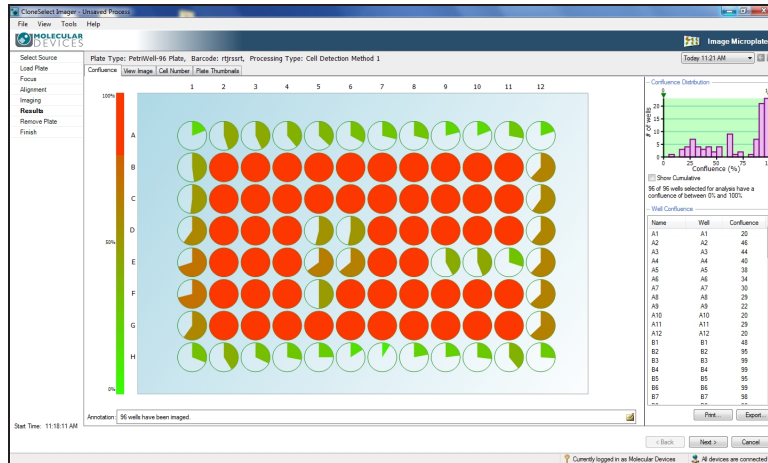 CloneSelect Imager - Unsaved Process
File View Tools Help
MOLECULAR
DEVICES
Image Microplate
Select Source
Load Plate
Focus
Alignment
Imaging
Results
Remove Plate
Finish
Start Time: 11:18:11 AM
Plate Type: PetriWell-96 Plate, Barcode: rtjrssrt, Processing Type: Cell Detection Method 1
Today 11:21 AM
Confluence View Image Cell Number Plate Thumbnails
100%
50%
0%
1 2 3 4 5 6 7 8 9 10 11 12
A
B
C
D
E
F
G
H
Annotation: 96 wells have been imaged.
Confluence Distribution
0
# of wells
20
15
10
5
0
0 25 50 75
Confluence (%)
Show Cumulative
96 of 96 wells selected for analysis have a
confluence of between 0% and 100%
Well Confluence
Name Well Confluence
A1 A1 20
A2 A2 46
A3 A3 44
A4 A4 40
A5 A5 38
A6 A6 34
A7 A7 30
A8 A8 29
A9 A9 22
A10 A10 20
A11 A11 29
A12 A12 20
B1 B1 48
B2 B2 95
B3 B3 99
B4 B4 99
B5 B5 95
B6 B6 99
B7 B7 98
Print... Export...
< Back Next > Cancel
Currently logged in as Molecular Devices All devices are connected